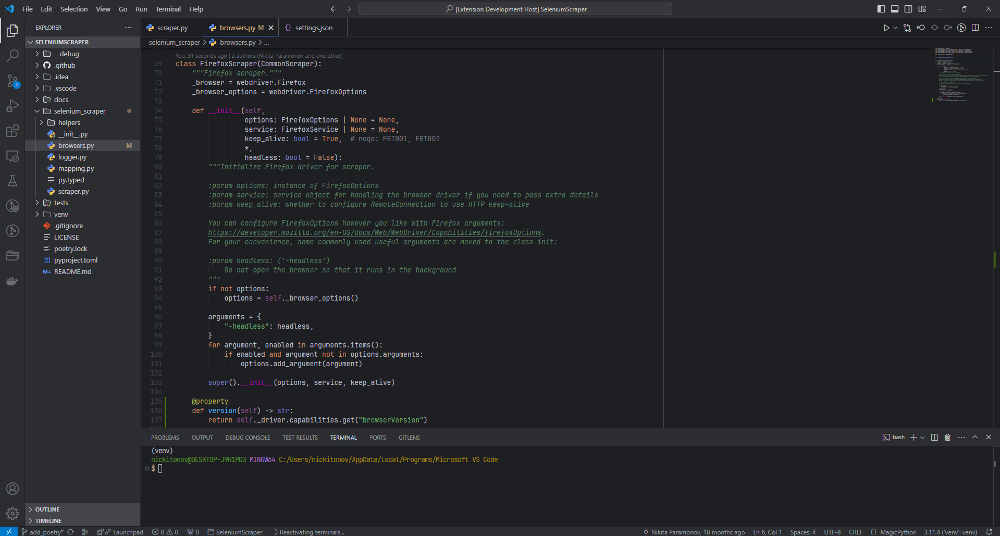 File Edit Selection View Go Run Terminal Help
[Extension Development Host] SeleniumScraper
EXPLORER
SELENIUMSCRAPER
__debug
.github
.idea
.vscode
docs
selenium_scraper
helpers
__init__.py
browsers.py M
logger.py
mapping.py
py.typed
scraper.py
tests
venv
.gitignore
LICENSE
poetry.lock
pyproject.toml
README.md
OUTLINE
TIMELINE
1
scraper.py
browsers.py M
settings.json
selenium_scraper > browsers.py > ...
You, 31 seconds ago | 2 authors (Nikita Paramonov and one other)
69 class FirefoxScraper(CommonScraper):
70 """Firefox scraper."""
71 _browser = webdriver.Firefox
72 _browser_options = webdriver.FirefoxOptions
73
74 def __init__(self,
75 options: FirefoxOptions | None = None,
76 service: FirefoxService | None = None,
77 keep_alive: bool = True,  # noqa: FBT001, FBT002
78 *,
79 headless: bool = False):
80 """Initialize Firefox driver for scraper.
81
82 :param options: instance of FirefoxOptions
83 :param service: service object for handling the browser driver if you need to pass extra details
84 :param keep_alive: whether to configure RemoteConnection to use HTTP keep-alive
85
86 You can configure FirefoxOptions however you like with Firefox arguments:
87 https://developer.mozilla.org/en-US/docs/Web/WebDriver/Capabilities/firefoxOptions.
88 For your convenience, some commonly used useful arguments are moved to the class init:
89
90 :param headless: ('-headless')
91 Do not open the browser so that it runs in the background
92 """
93 if not options:
94 options = self._browser_options()
95
96 arguments = {
97 "-headless": headless,
98 }
99 for argument, enabled in arguments.items():
100 if enabled and argument not in options.arguments:
101 options.add_argument(argument)
102
103 super().__init__(options, service, keep_alive)
104
105 @property
106 def version(self) -> str:
107 return self._driver.capabilities.get("browserVersion")
PROBLEMS OUTPUT DEBUG CONSOLE TEST RESULTS TERMINAL PORTS GITLENS
bash
(venv)
nickitonov@DESKTOP-J9H1PD3 MINGW64 C:/Users/nickitonov/AppData/Local/Programs/Microsoft VS Code
$
add_poetry* Launchpad 0 0 0 SeleniumScraper Reactivating terminals... Nikita Paramonov, 18 months ago Ln 6, Col 1 Spaces: 4 UTF-8 CRLF MagicPython 3.11.4 ('venv': venv)